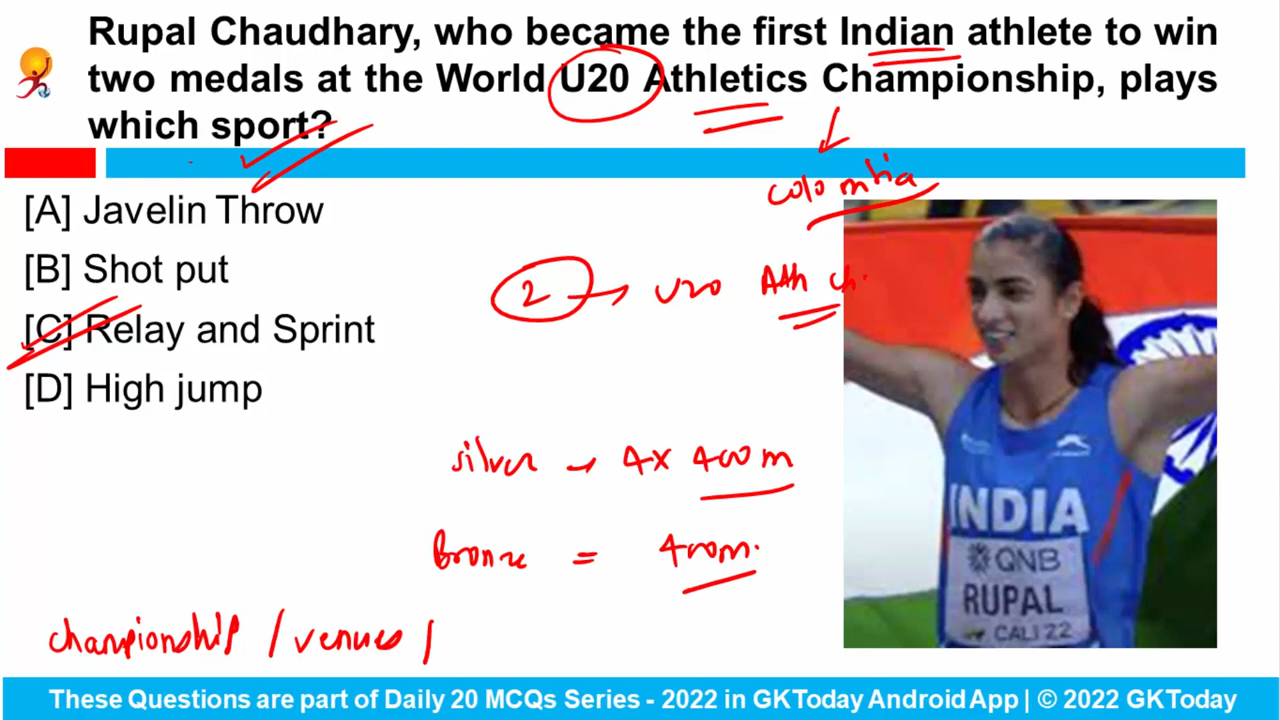 Rupal Chaudhary, who became the first Indian athlete to win
two medals at the World U20 Athletics Championship, plays
which sport?
[A] Javelin Throw
[B] Shot put
[C] Relay and Sprint
[D] High jump
Colombia
2 → U20 Ath ch.
Silver → 4x 400m
Bronze = 400m.
championship / venues /
INDIA
QNB
RUPAL
CALI 22
These Questions are part of Daily 20 MCQs Series - 2022 in GKToday Android App | © 2022 GKToday